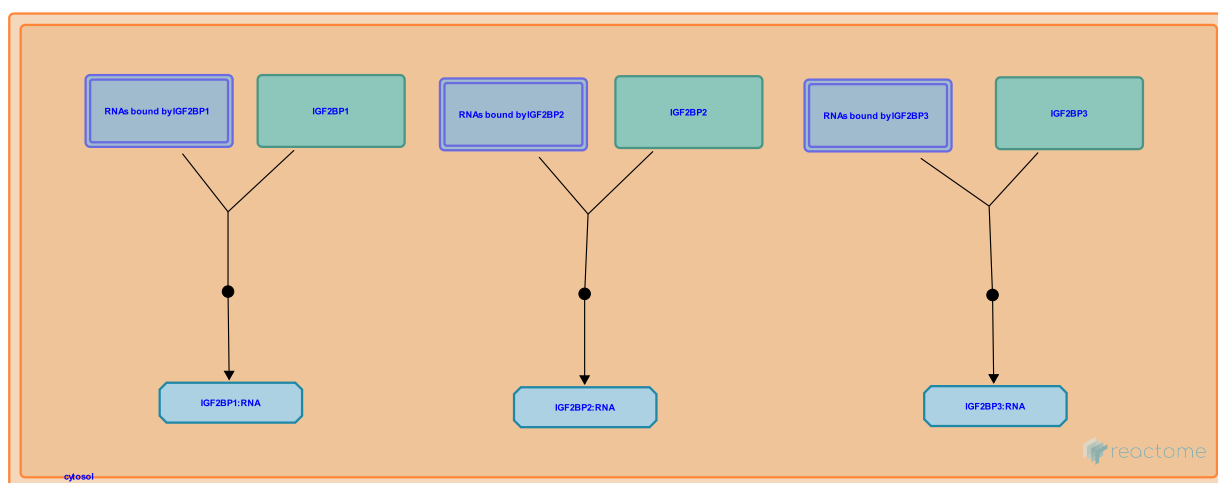 RNAs bound byIGF2BP1
IGF2BP1
RNAs bound byIGF2BP2
IGF2BP2
RNAs bound byIGF2BP3
IGF2BP3
IGF2BP1:RNA
IGF2BP2:RNA
IGF2BP3:RNA
reactome
cytosol